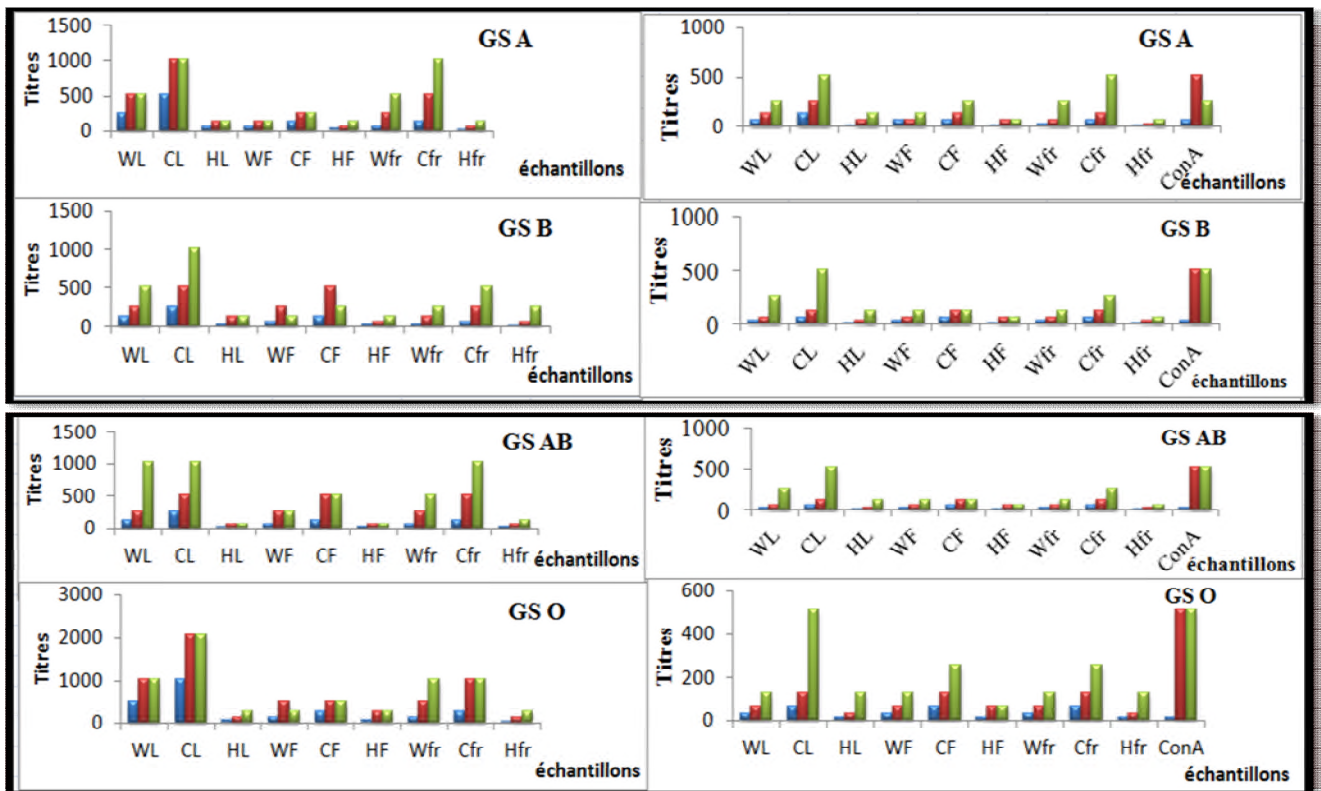 GS A
Titres
1500
1000
500
0
WL CL HL WF CF HF Wfr Cfr Hfr
échantillons
GS A
Titres
1000
500
0
WL CL HL WF CF HF Wfr Cfr Hfr ConA
échantillons
GS B
Titres
1500
1000
500
0
WL CL HL WF CF HF Wfr Cfr Hfr
échantillons
GS B
Titres
1000
500
0
WL CL HL WF CF HF Wfr Cfr Hfr ConA
échantillons
GS AB
Titres
1500
1000
500
0
WL CL HL WF CF HF Wfr Cfr Hfr
échantillons
GS AB
Titres
1000
500
0
WL CL HL WF CF HF Wfr Cfr Hfr ConA
échantillons
GS O
Titres
3000
2000
1000
0
WL CL HL WF CF HF Wfr Cfr Hfr
échantillons
GS O
Titres
600
400
200
0
WL CL HL WF CF HF Wfr Cfr Hfr ConA
échantillons